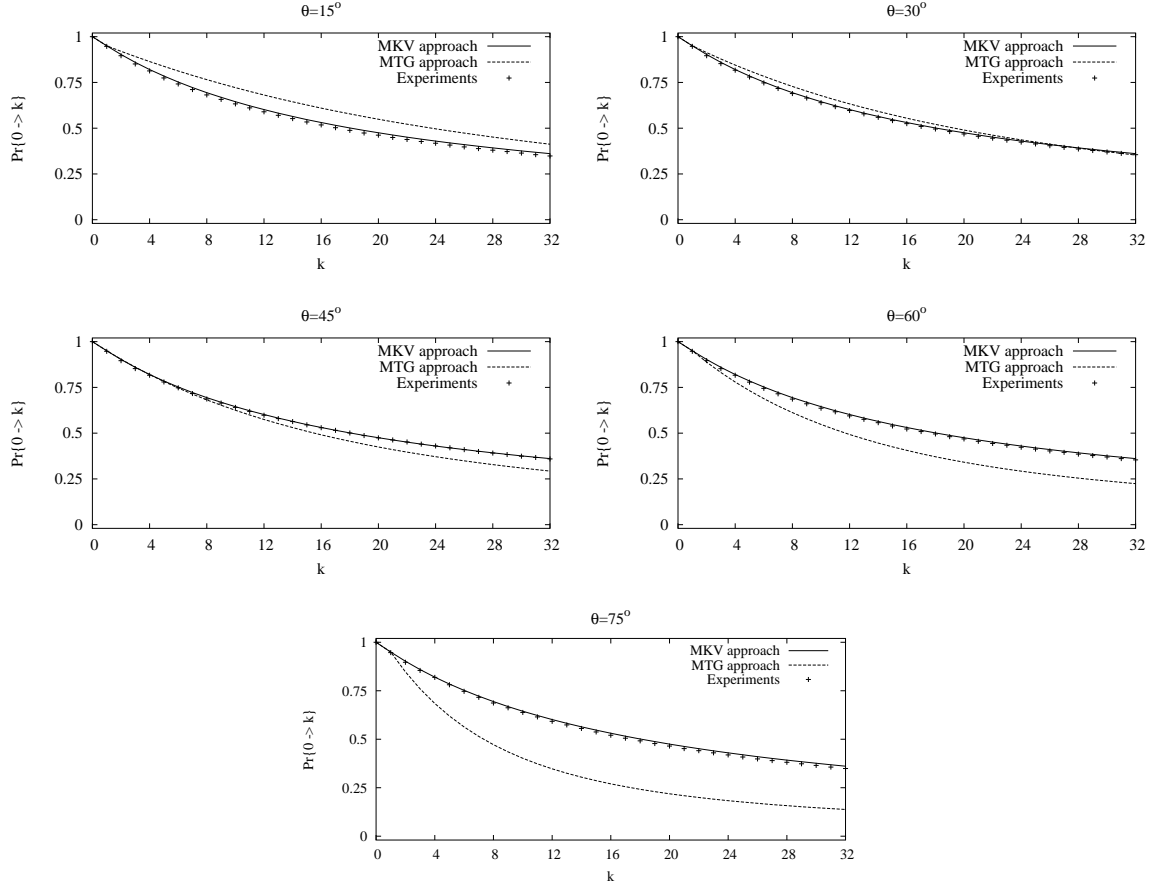 θ=15°
Pr{0 -> k}
1
0.75
0.5
0.25
0
MKV approach
MTG approach
Experiments
0 4 8 12 16 20 24 28 32
k
θ=30°
Pr{0 -> k}
1
0.75
0.5
0.25
0
MKV approach
MTG approach
Experiments
0 4 8 12 16 20 24 28 32
k
θ=45°
Pr{0 -> k}
1
0.75
0.5
0.25
0
MKV approach
MTG approach
Experiments
0 4 8 12 16 20 24 28 32
k
θ=60°
Pr{0 -> k}
1
0.75
0.5
0.25
0
MKV approach
MTG approach
Experiments
0 4 8 12 16 20 24 28 32
k
θ=75°
Pr{0 -> k}
1
0.75
0.5
0.25
0
MKV approach
MTG approach
Experiments
0 4 8 12 16 20 24 28 32
k